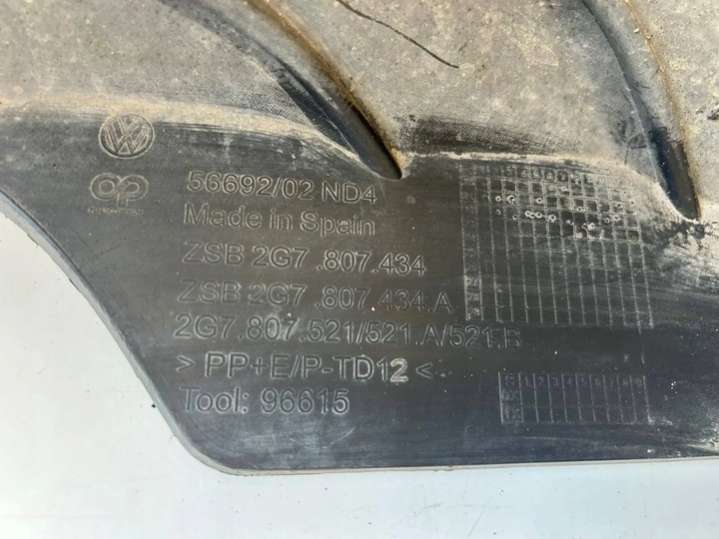 56692/02 ND4
Made in Spain
ZSB 2G7 .807.434
ZSB 2G7 .807.434.A
2G7.807.521/521.A/521.B
> PP+E/P-TD12 <
Tool: 96615